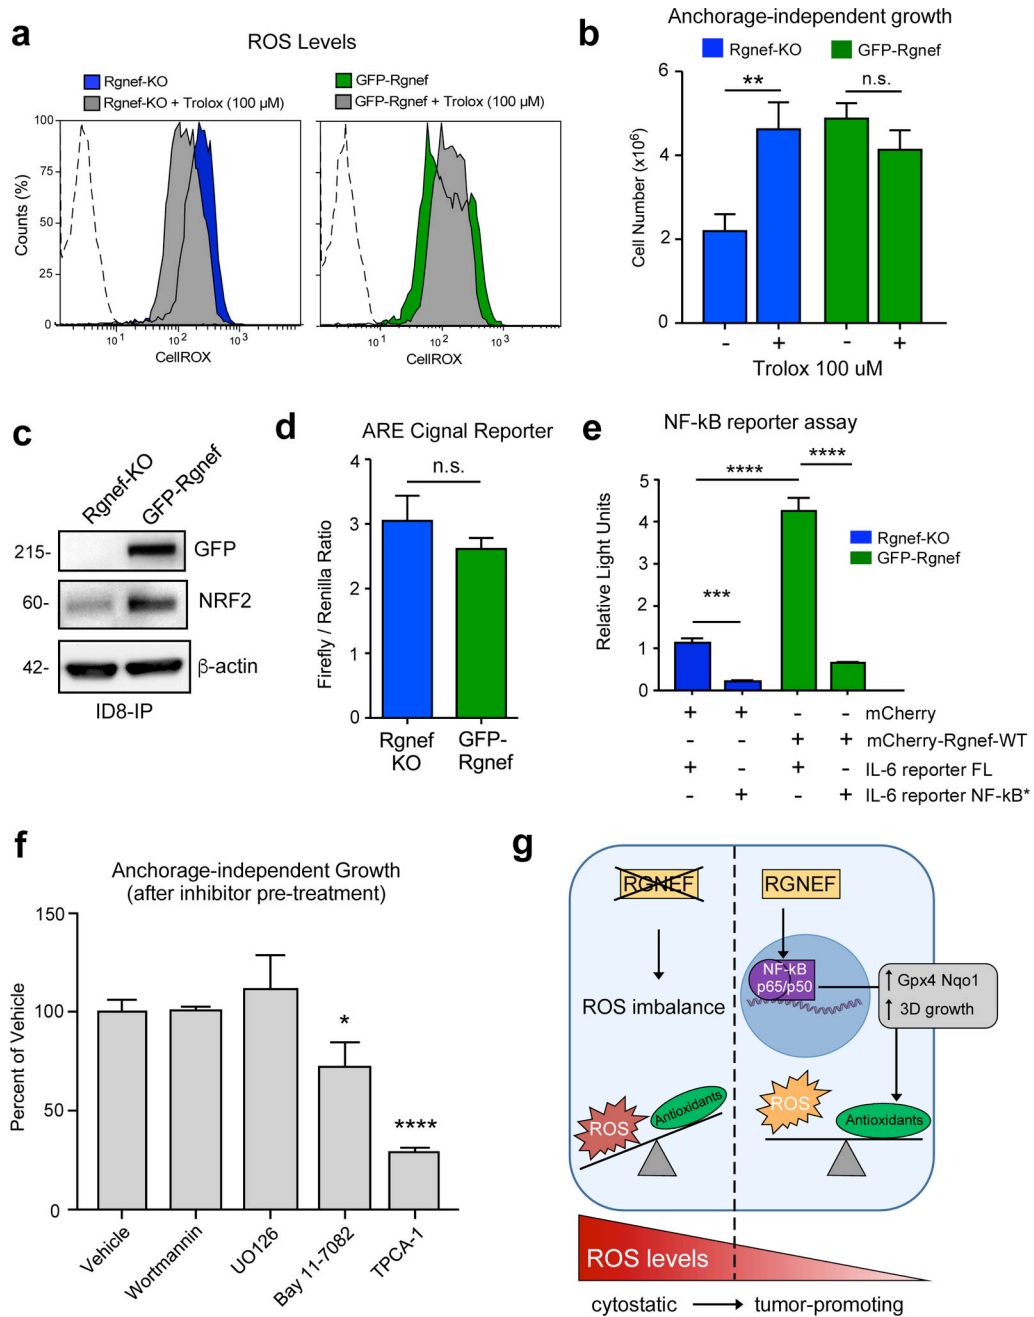 a
ROS Levels
Rgnef-KO
Rgnef-KO + Trolox (100 µM)
GFP-Rgnef
GFP-Rgnef + Trolox (100 µM)
Counts (%)
100
75
50
25
0
10¹ 10² 10³
CellROX
10¹ 10² 10³
CellROX
b
Anchorage-independent growth
Rgnef-KO
GFP-Rgnef
**
n.s.
Cell Number (x10⁶)
6
4
2
0
- + - +
Trolox 100 uM
c
Rgnef-KO
GFP-Rgnef
215-
GFP
60-
NRF2
42-
β-actin
ID8-IP
d
ARE Cignal Reporter
n.s.
Firefly / Renilla Ratio
4
3
2
1
0
Rgnef KO
GFP-Rgnef
e
NF-kB reporter assay
****
****
***
Rgnef-KO
GFP-Rgnef
Relative Light Units
5
4
3
2
1
0
+ + - - mCherry
- - + + mCherry-Rgnef-WT
+ - + - IL-6 reporter FL
- + - + IL-6 reporter NF-kB*
f
Anchorage-independent Growth
(after inhibitor pre-treatment)
Percent of Vehicle
150
100
50
0
*
****
Vehicle
Wortmannin
UO126
Bay 11-7082
TPCA-1
g
RGNEF
RGNEF
ROS imbalance
NF-kB
p65/p50
↑ Gpx4 Nqo1
↑ 3D growth
ROS
Antioxidants
ROS
Antioxidants
ROS levels
cytostatic → tumor-promoting